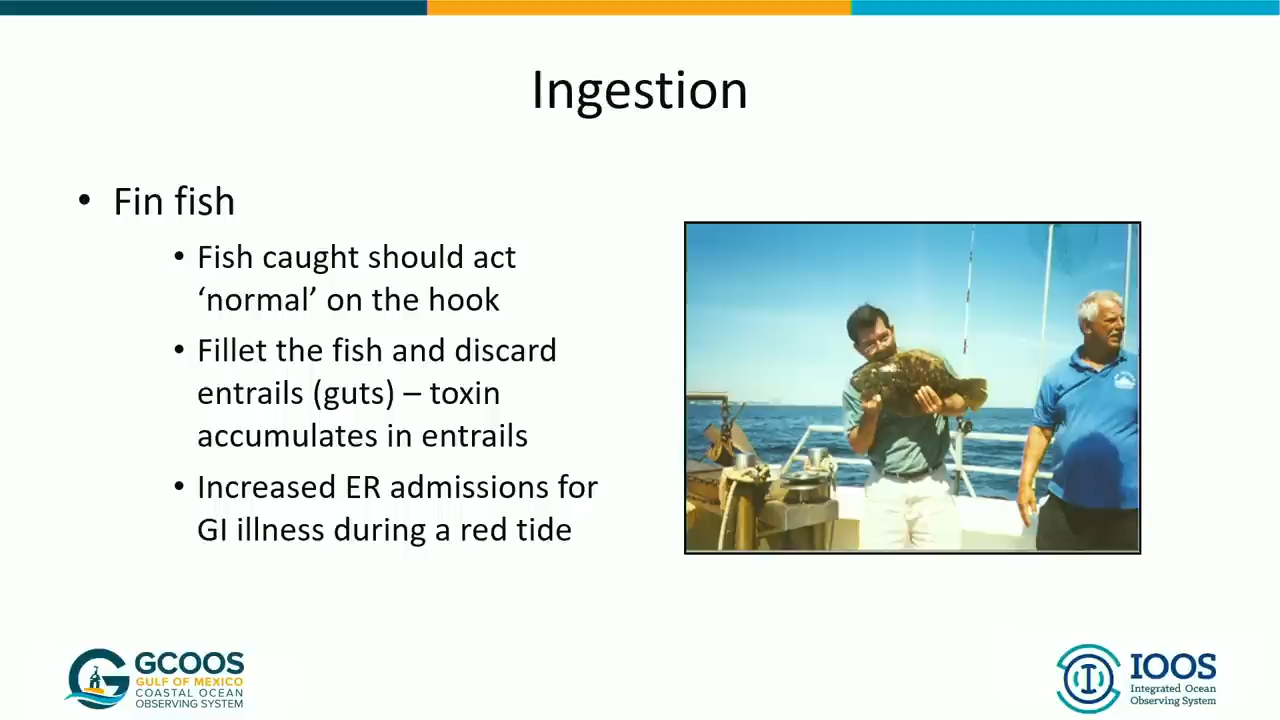 Ingestion
• Fin fish
• Fish caught should act
‘normal’ on the hook
• Fillet the fish and discard
entrails (guts) – toxin
accumulates in entrails
• Increased ER admissions for
GI illness during a red tide
GCOOS
GULF OF MEXICO
COASTAL OCEAN
OBSERVING SYSTEM
IOOS
Integrated Ocean
Observing System